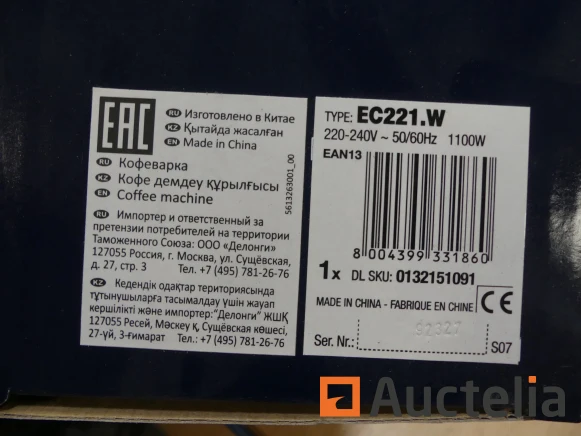 EAC
RU Изготовлено в Китае
KZ Қытайда жасалған
EN Made in China
RU Кофеварка
KZ Кофе демдеу құрылғысы
EN Coffee machine
5613263001_00
RU Импортер и ответственный за
претензии потребителей на территории
Таможенного Союза: ООО «Делонги»
127055 Россия, г. Москва, ул. Сущёвская,
д. 27, стр. 3 Тел. +7 (495) 781-26-76
KZ Кедендік одақтар территориясында
тұтынушыларға тасымалдау үшін жауап
кершілікті және импортер:"Делонги" ЖШҚ
127055 Ресей, Мәскеу қ, Сущёвская көшесі,
27-үй, 3-ғимарат Тел.: +7 (495) 781-26-76
TYPE: EC221.W
220-240V ~ 50/60Hz 1100W
EAN13
8 004399 331860
1x DL SKU: 0132151091
MADE IN CHINA - FABRIQUE EN CHINE CE
92327
Ser. Nr.: S07
Auctelia